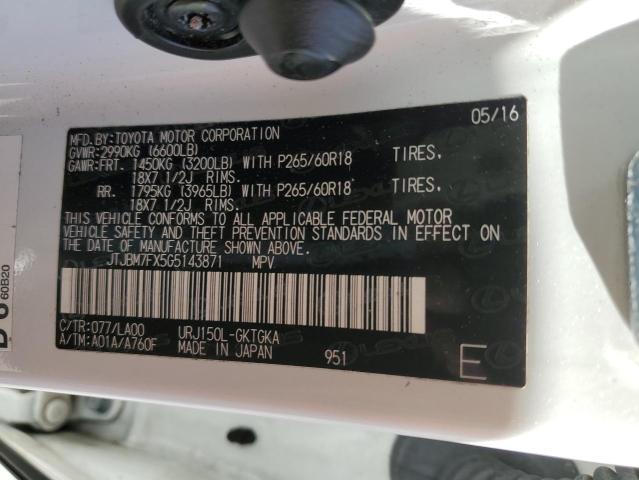 05/16
MFD.BY:TOYOTA MOTOR CORPORATION
GVWR:2990KG (6600LB)
GAWR:FRT. 1450KG (3200LB) WITH P265/60R18 TIRES,
18X7 1/2J RIMS.
RR. 1795KG (3965LB) WITH P265/60R18 TIRES,
18X7 1/2J RIMS.
THIS VEHICLE CONFORMS TO ALL APPLICABLE FEDERAL MOTOR
VEHICLE SAFETY AND THEFT PREVENTION STANDARDS IN EFFECT ON
THE DATE OF MANUFACTURE SHOWN ABOVE.
JTJBM7FX5G5143871 MPV
C/TR:077/LA00 URJ150L-GKTGKA
A/TM:A01A/A760F MADE IN JAPAN 951
E
60B20